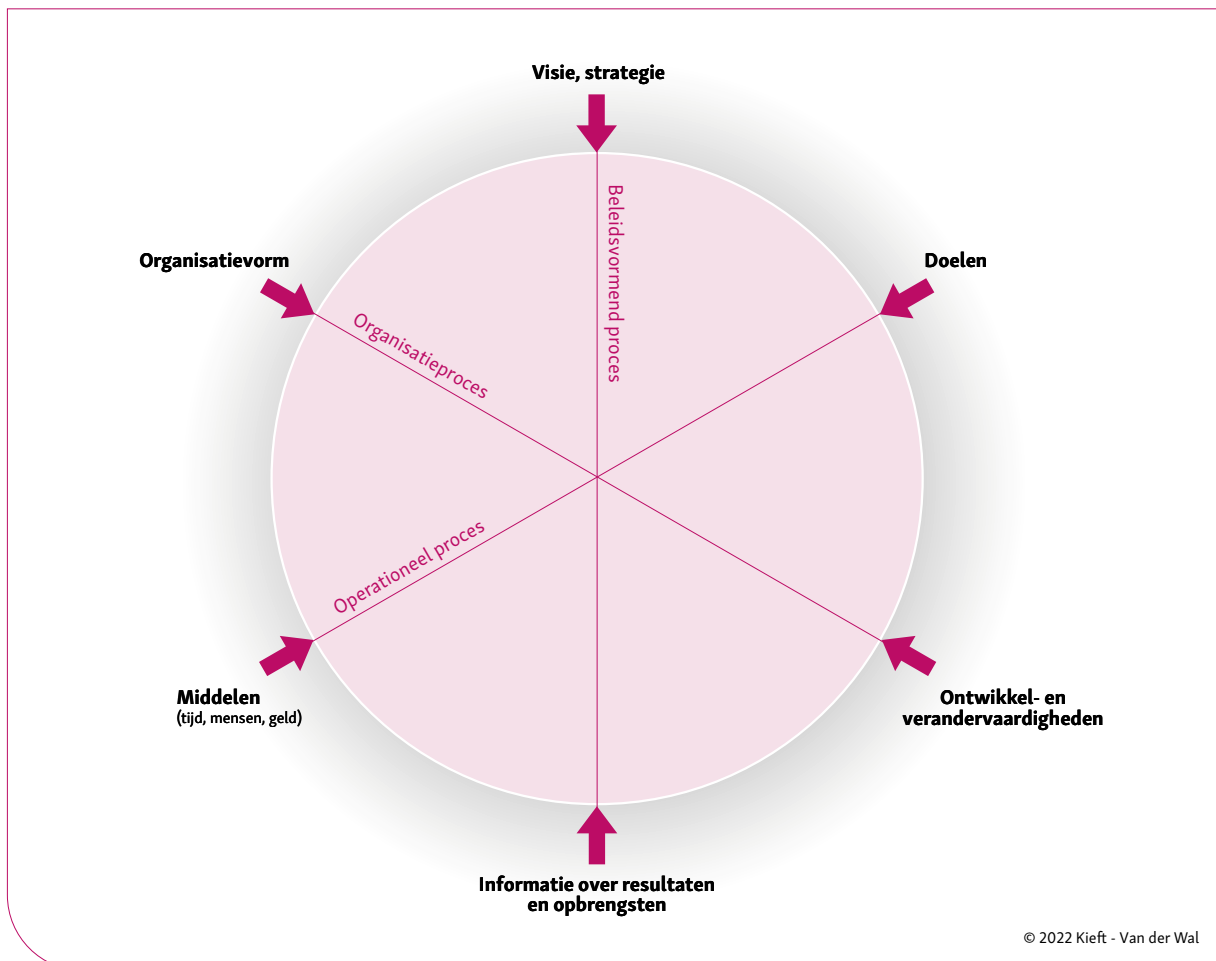 Visie, strategie
Beleidsvormend proces
Organisatievorm
Doelen
Organisatieproces
Operationeel proces
Middelen
(tijd, mensen, geld)
Ontwikkel- en
verandervaardigheden
Informatie over resultaten
en opbrengsten
© 2022 Kieft - Van der Wal